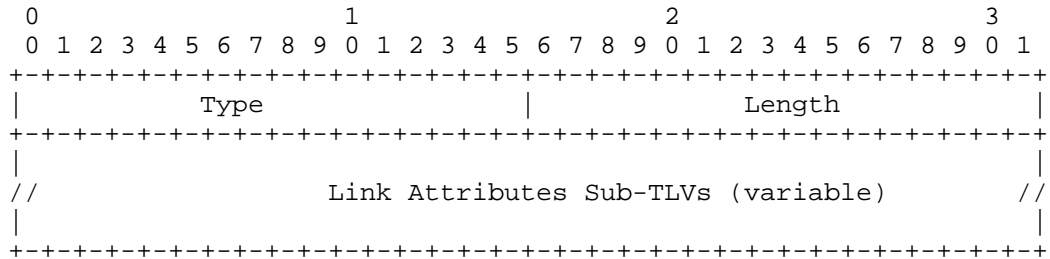 0                   1                   2                   3
 0 1 2 3 4 5 6 7 8 9 0 1 2 3 4 5 6 7 8 9 0 1 2 3 4 5 6 7 8 9 0 1
+-+-+-+-+-+-+-+-+-+-+-+-+-+-+-+-+-+-+-+-+-+-+-+-+-+-+-+-+-+-+-+-+
|           Type                |             Length            |
+-+-+-+-+-+-+-+-+-+-+-+-+-+-+-+-+-+-+-+-+-+-+-+-+-+-+-+-+-+-+-+-+
|                                                               |
//                  Link Attributes Sub-TLVs (variable)        //
|                                                               |
+-+-+-+-+-+-+-+-+-+-+-+-+-+-+-+-+-+-+-+-+-+-+-+-+-+-+-+-+-+-+-+-+